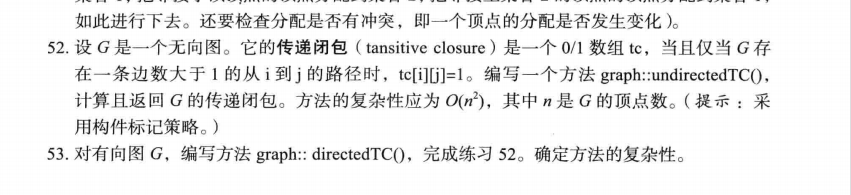 如此进行下去。还要检查分配是否有冲突，即一个顶点的分配是否发生变化）。
52. 设 G 是一个无向图。它的传递闭包（tansitive closure）是一个 0/1 数组 tc，当且仅当 G 存
在一条边数大于 1 的从 i 到 j 的路径时，tc[i][j]=1。编写一个方法 graph::undirectedTC()，
计算且返回 G 的传递闭包。方法的复杂性应为 O(n²)，其中 n 是 G 的顶点数。（提示：采
用构件标记策略。）
53. 对有向图 G，编写方法 graph:: directedTC()，完成练习 52。确定方法的复杂性。